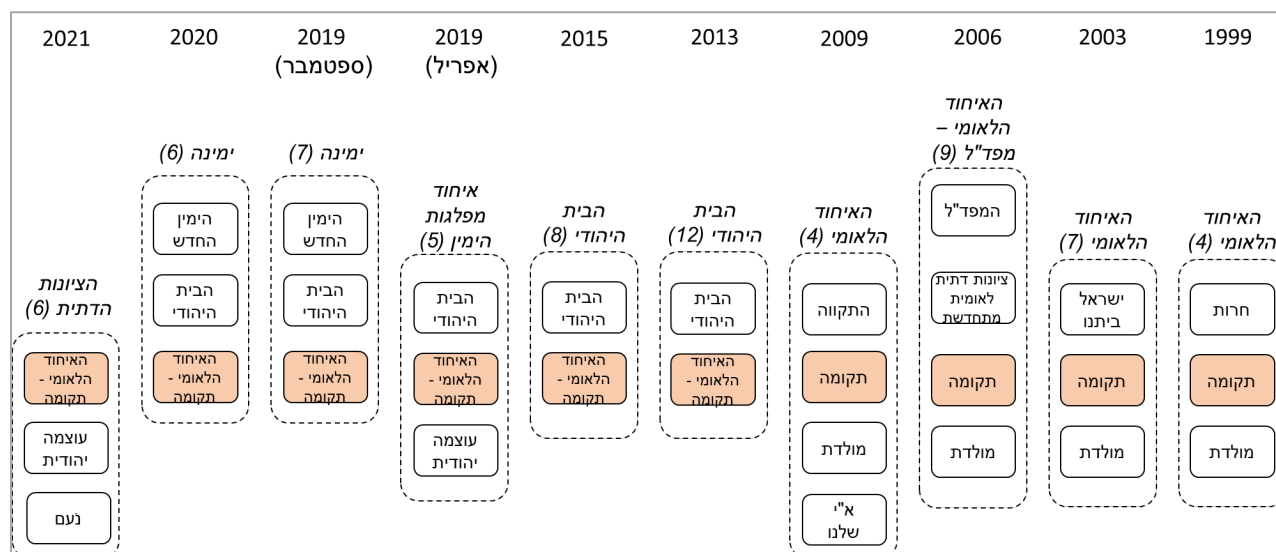 1999
2003
2006
2009
2013
2015
2019
(אפריל)
2019
(ספטמבר)
2020
2021
האיחוד
הלאומי (4)
חרות
תקומה
מולדת
האיחוד
הלאומי (7)
ישראל
ביתנו
תקומה
מולדת
האיחוד
הלאומי –
מפד"ל (9)
המפד"ל
ציונות דתית
לאומית
מתחדשת
תקומה
מולדת
האיחוד
הלאומי (4)
התקווה
תקומה
מולדת
א"י
שלנו
הבית
היהודי (12)
הבית
היהודי
האיחוד
הלאומי -
תקומה
הבית
היהודי (8)
הבית
היהודי
האיחוד
הלאומי -
תקומה
איחוד
מפלגות
הימין (5)
הבית
היהודי
האיחוד
הלאומי -
תקומה
עוצמה
יהודית
ימינה (7)
הימין
החדש
הבית
היהודי
האיחוד
הלאומי -
תקומה
ימינה (6)
הימין
החדש
הבית
היהודי
האיחוד
הלאומי -
תקומה
הציונות
הדתית (6)
האיחוד
הלאומי -
תקומה
עוצמה
יהודית
נעם